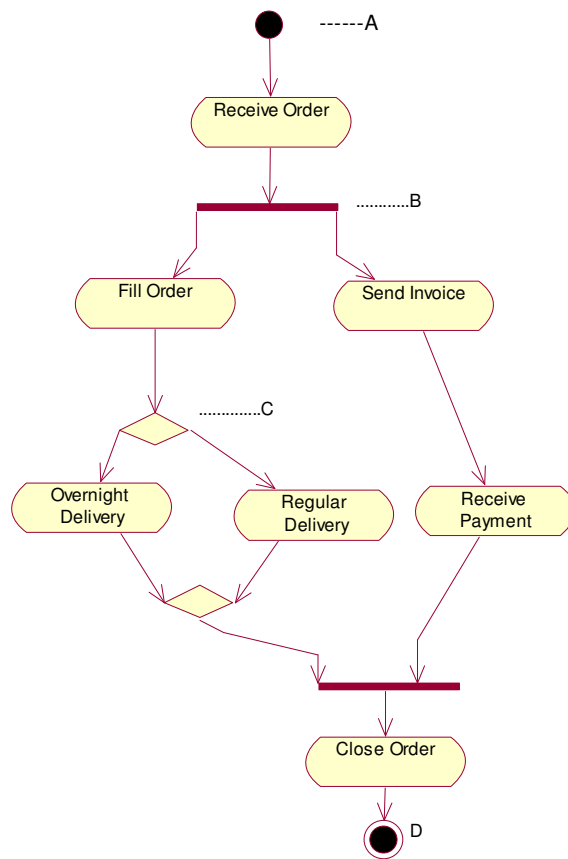 ------A
Receive Order
............B
Fill Order
Send Invoice
.............C
Overnight
Delivery
Regular
Delivery
Receive
Payment
Close Order
D